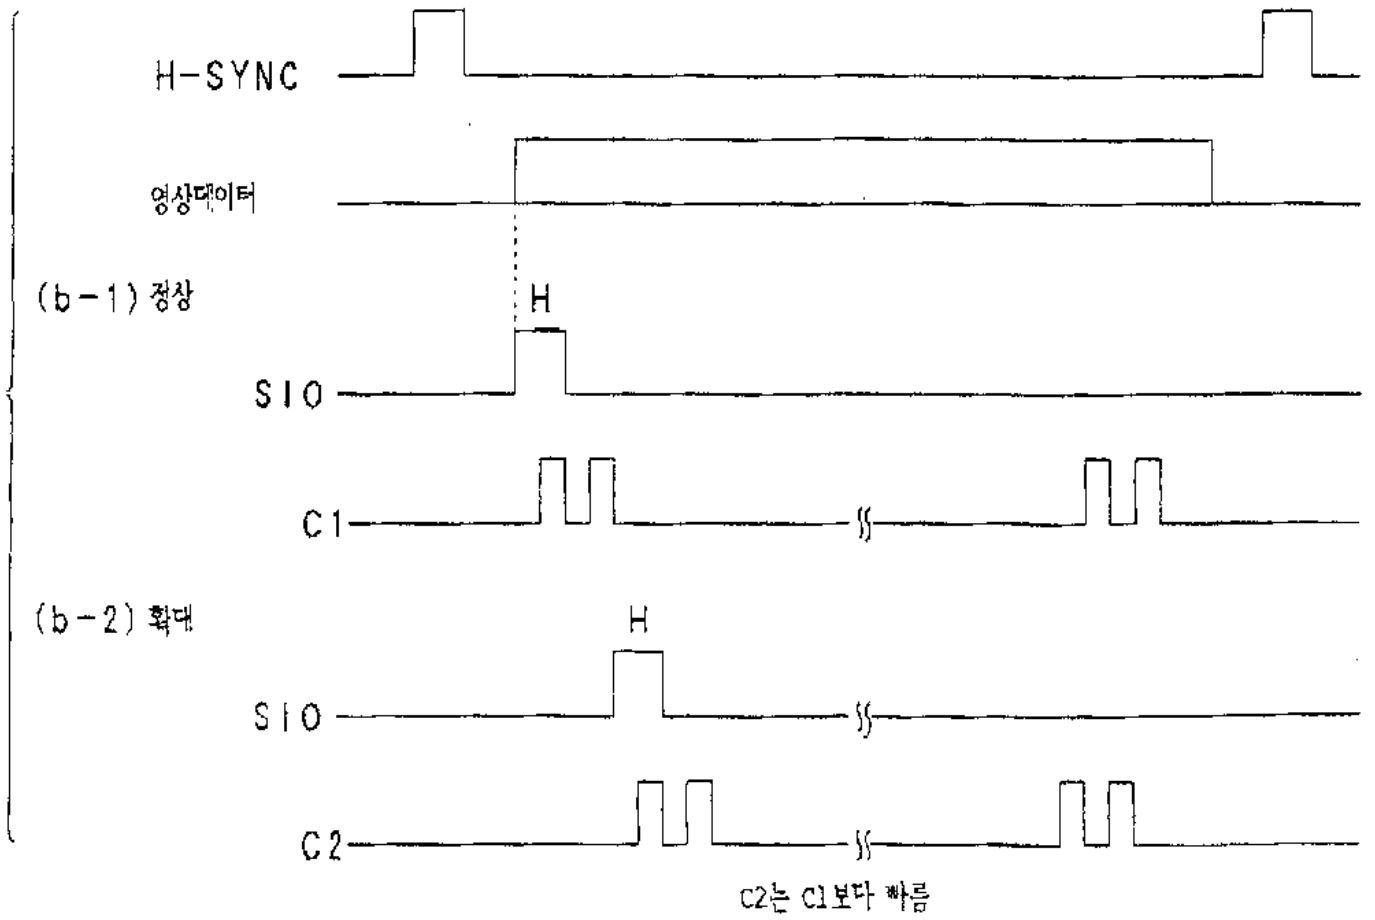 H-SYNC
영상데이터
(b-1) 정상
H
SIO
C1
(b-2) 확대
H
SIO
C2
C2는 C1보다 빠름